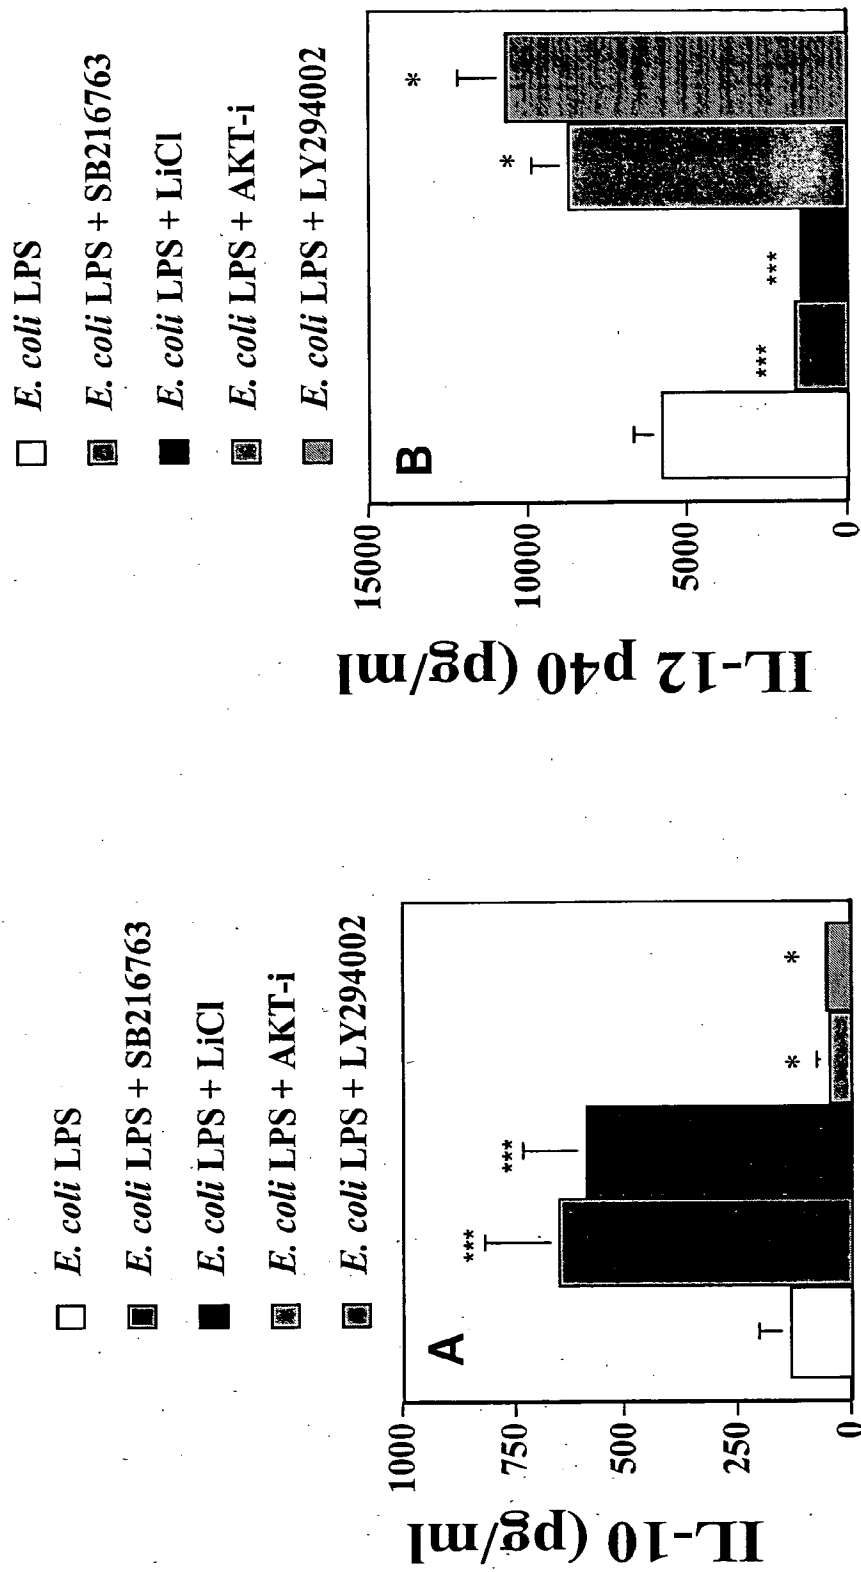 E. coli LPS
E. coli LPS + SB216763
E. coli LPS + LiCl
E. coli LPS + AKT-i
E. coli LPS + LY294002
A
IL-10 (pg/ml)
1000
750
500
250
0
***
***
*
*
E. coli LPS
E. coli LPS + SB216763
E. coli LPS + LiCl
E. coli LPS + AKT-i
E. coli LPS + LY294002
B
IL-12 p40 (pg/ml)
15000
10000
5000
0
***
***
*
*